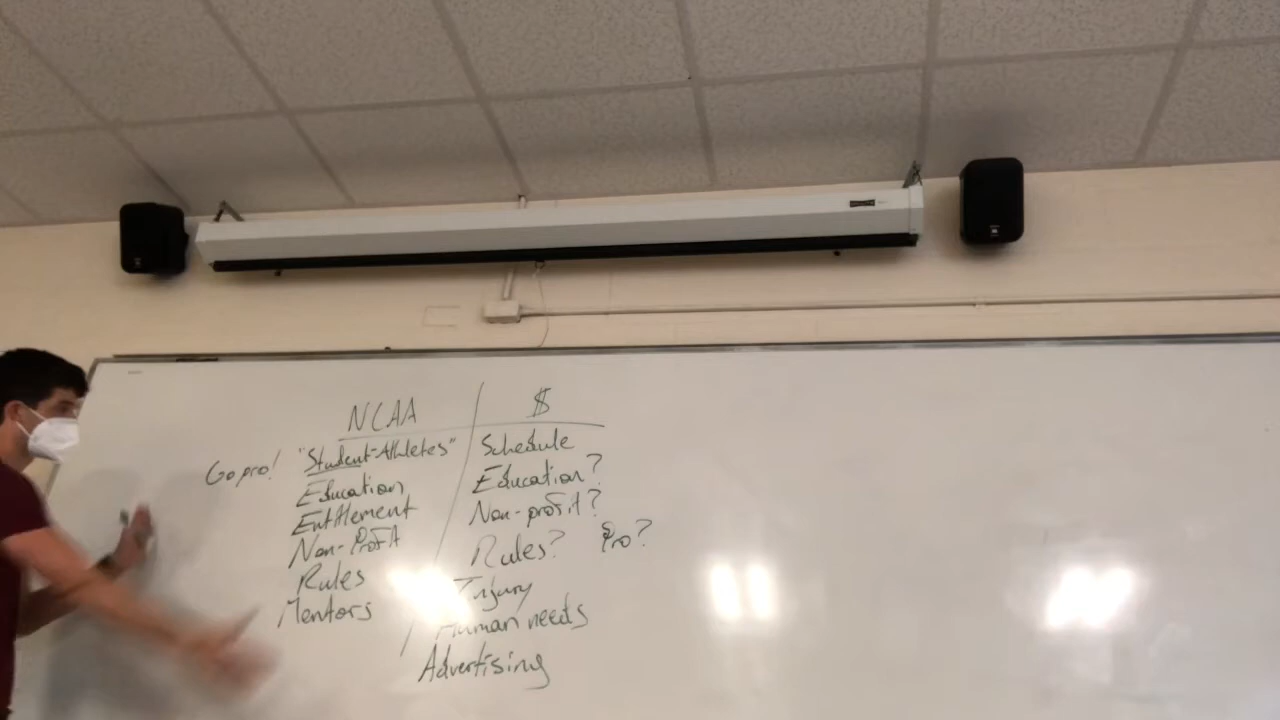 NCAA $
Go pro! "Student-Athletes" Schedule
Education Education?
Entitlement Non-profit?
Non-Profit Rules? Pro?
Rules Injury
Mentors Human needs
Advertising